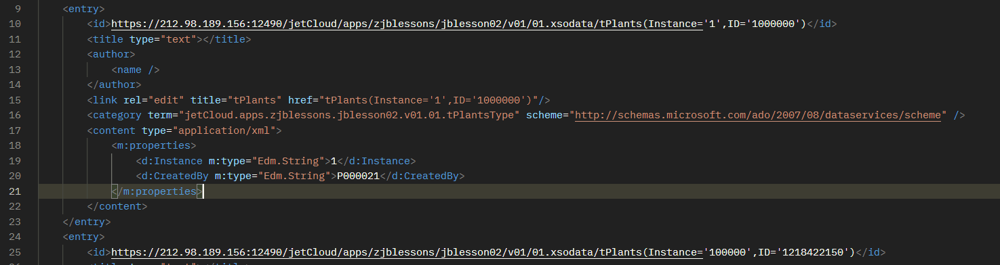 9 <entry>
10 <id>https://212.98.189.156:12490/jetCloud/apps/zjblessons/jblesson02/v01/01.xsodata/tPlants(Instance='1',ID='1000000')</id>
11 <title type="text"></title>
12 <author>
13 <name />
14 </author>
15 <link rel="edit" title="tPlants" href="tPlants(Instance='1',ID='1000000')"/>
16 <category term="jetCloud.apps.zjblessons.jblesson02.v01.01.tPlantsType" scheme="http://schemas.microsoft.com/ado/2007/08/dataservices/scheme" />
17 <content type="application/xml">
18 <m:properties>
19 <d:Instance m:type="Edm.String">1</d:Instance>
20 <d:CreatedBy m:type="Edm.String">P000021</d:CreatedBy>
21 </m:properties>
22 </content>
23 </entry>
24 <entry>
25 <id>https://212.98.189.156:12490/jetCloud/apps/zjblessons/jblesson02/v01/01.xsodata/tPlants(Instance='100000',ID='1218422150')</id>